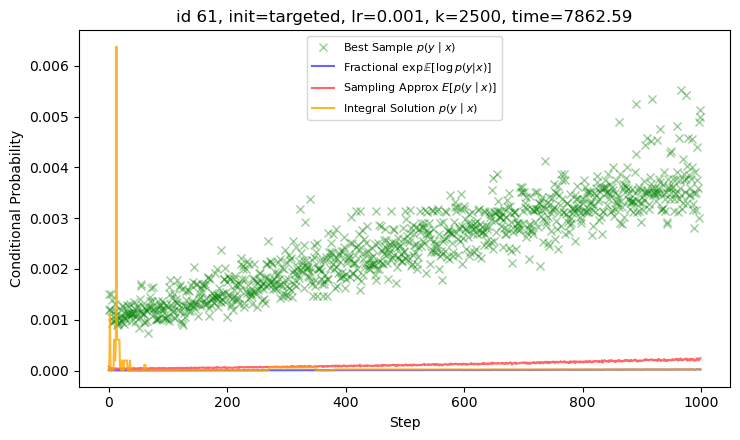 id 61, init=targeted, lr=0.001, k=2500, time=7862.59
Best Sample p(y | x)
Fractional exp𝔼[log p(y|x)]
Sampling Approx E[p(y | x)]
Integral Solution p(y | x)
Conditional Probability
0.006
0.005
0.004
0.003
0.002
0.001
0.000
0
200
400
600
800
1000
Step